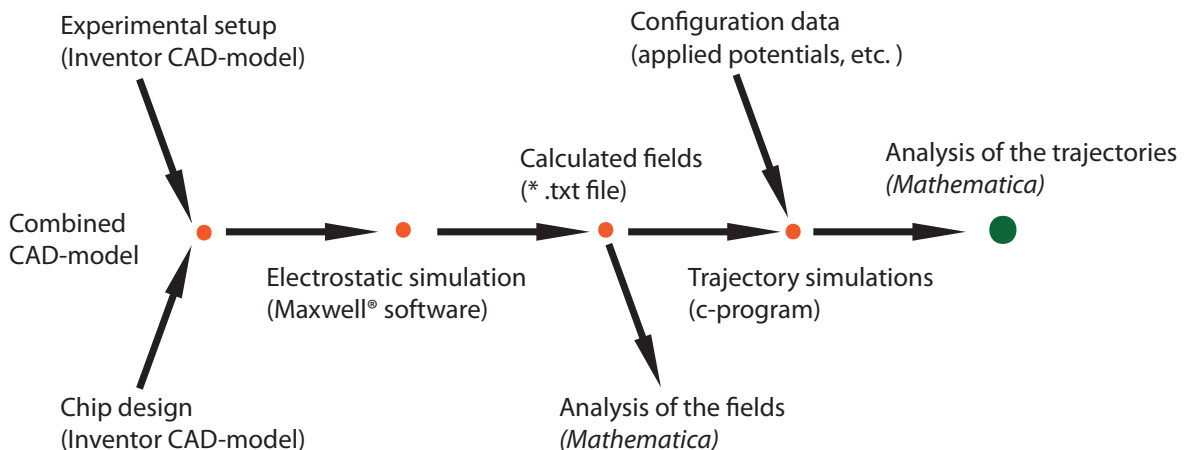 Experimental setup
(Inventor CAD-model)
Configuration data
(applied potentials, etc. )
Calculated fields
(* .txt file)
Analysis of the trajectories
(Mathematica)
Combined
CAD-model
Electrostatic simulation
(Maxwell® software)
Trajectory simulations
(c-program)
Chip design
(Inventor CAD-model)
Analysis of the fields
(Mathematica)